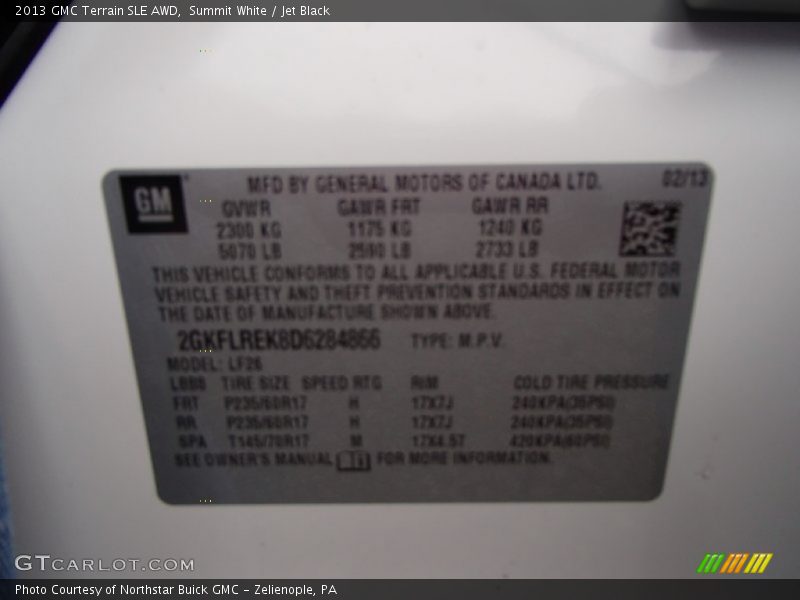 2013 GMC Terrain SLE AWD,  Summit White / Jet Black
GM
MFD BY GENERAL MOTORS OF CANADA LTD. 02/13
GVWR GAWR FRT GAWR RR
2300 KG 1175 KG 1240 KG
5070 LB 2590 LB 2733 LB
THIS VEHICLE CONFORMS TO ALL APPLICABLE U.S. FEDERAL MOTOR
VEHICLE SAFETY AND THEFT PREVENTION STANDARDS IN EFFECT ON
THE DATE OF MANUFACTURE SHOWN ABOVE.
2GKFLREK8D6284866 TYPE: M.P.V.
MODEL: LF26
TIRE SIZE SPEED RTG RIM COLD TIRE PRESSURE
FRT P235/60R17 H 17X7J 240KPA(35PSI)
RR P235/60R17 H 17X7J 240KPA(35PSI)
SPA T145/70R17 M 17X4.5T 420KPA(60PSI)
SEE OWNER'S MANUAL FOR MORE INFORMATION.
GTCARLOT.COM
Photo Courtesy of Northstar Buick GMC – Zelienople, PA